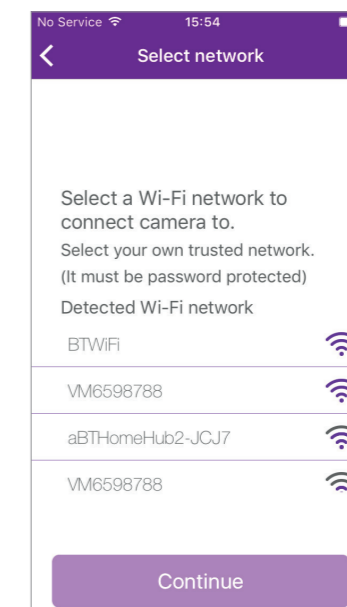 No Service 15:54
Select network
Select a Wi-Fi network to
connect camera to.
Select your own trusted network.
(It must be password protected)
Detected Wi-Fi network
BTWiFi
VM6598788
aBTHomeHub2-JCJ7
VM6598788
Continue